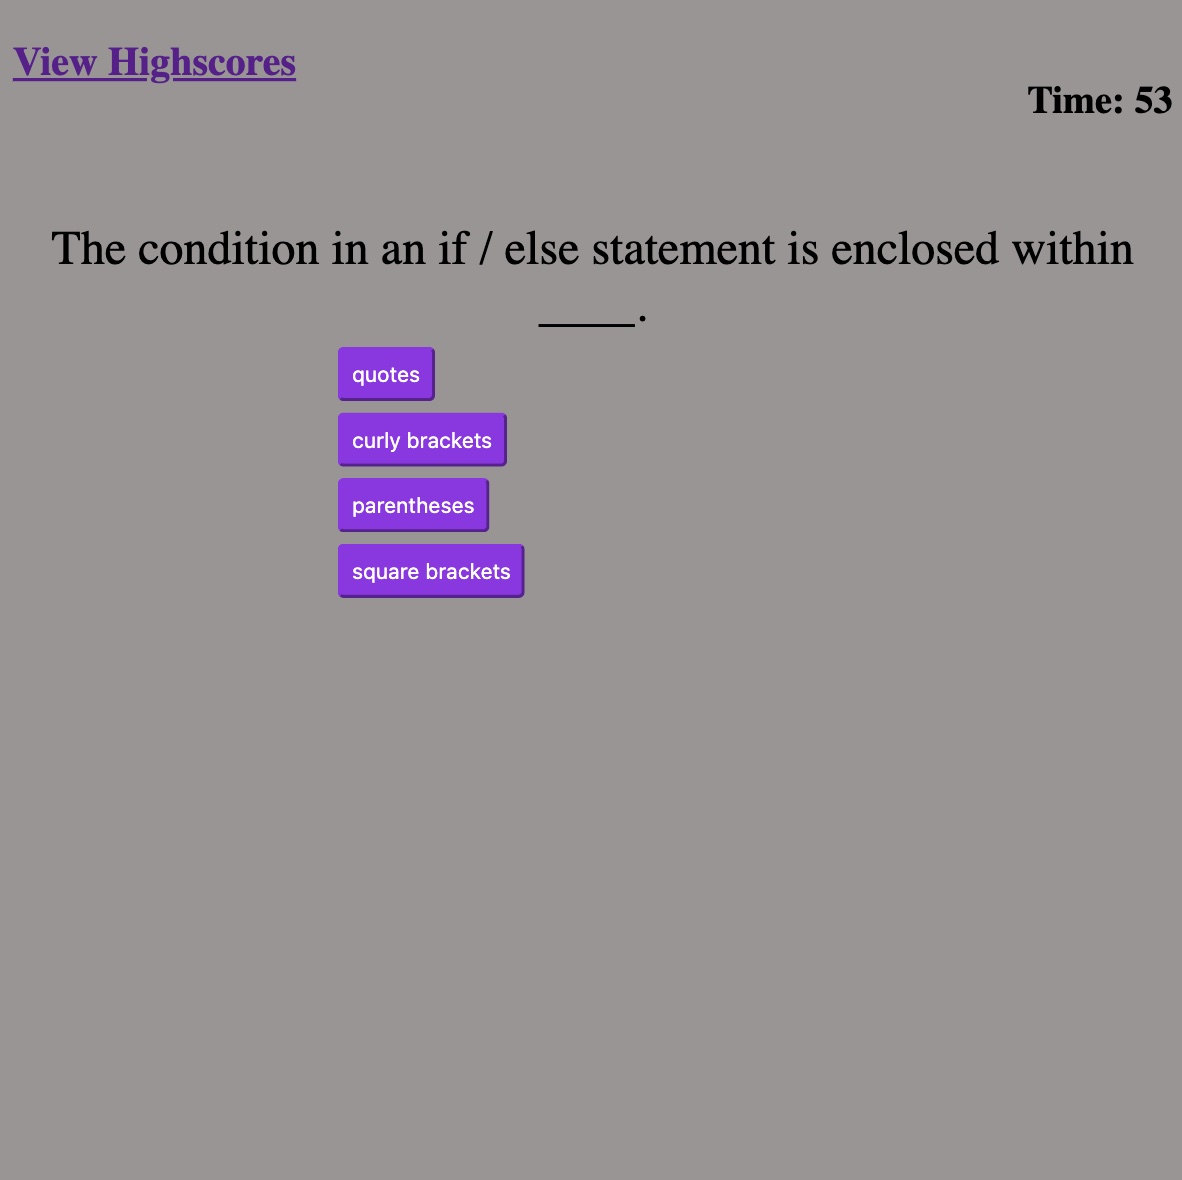 View Highscores
Time: 53
The condition in an if / else statement is enclosed within
____.
quotes
curly brackets
parentheses
square brackets